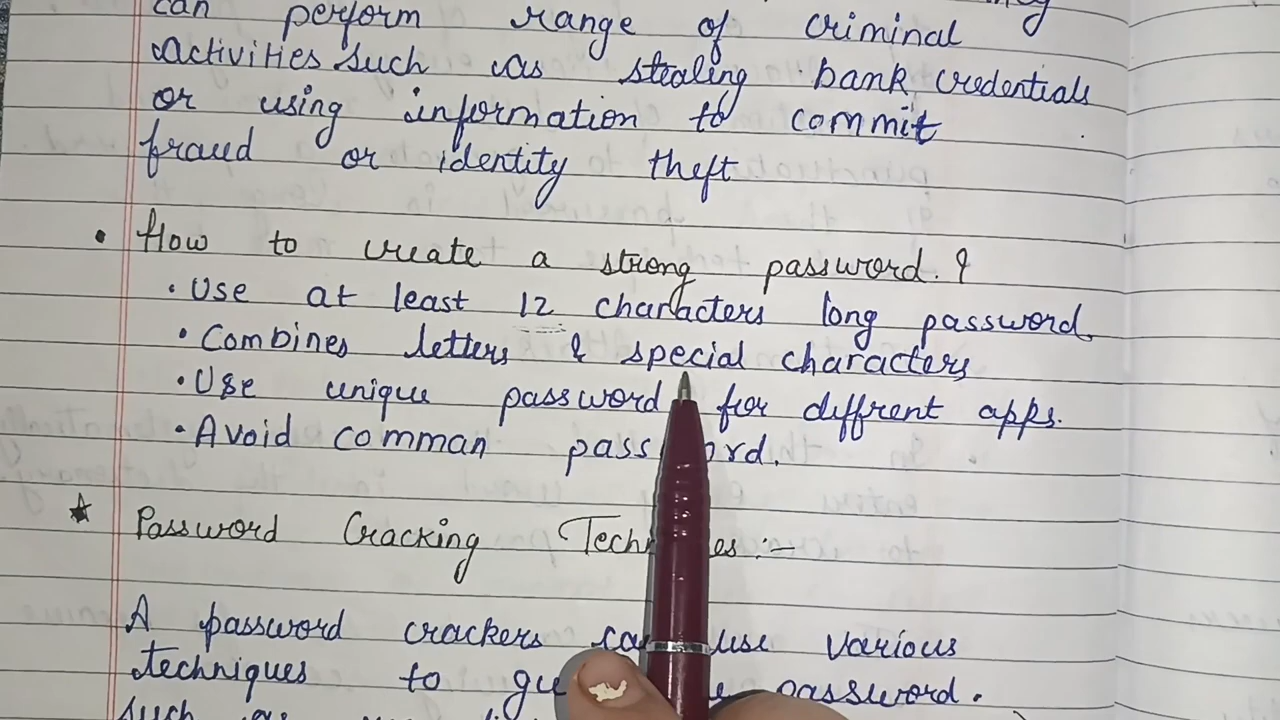 can perform range of criminal
activities such as stealing bank credentials
or using information to commit
fraud or identity theft
• How to create a strong password. ?
• Use at least 12 characters long password.
• Combines letters & special characters
• Use unique password for diffrent apps.
• Avoid comman
★ Password Cracking
A password crackers use various
techniques to password.
such as